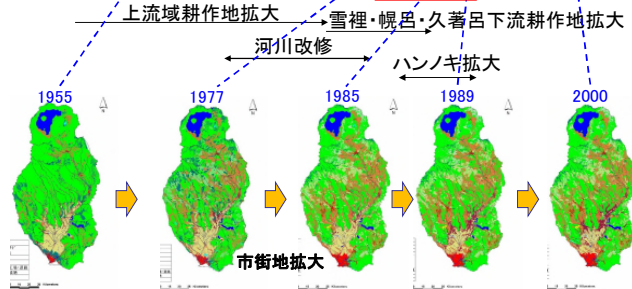 上流域耕作地拡大
雪裡・幌呂・久著呂下流耕作地拡大
河川改修
ハンノキ拡大
1955
1977
1985
1989
2000
市街地拡大